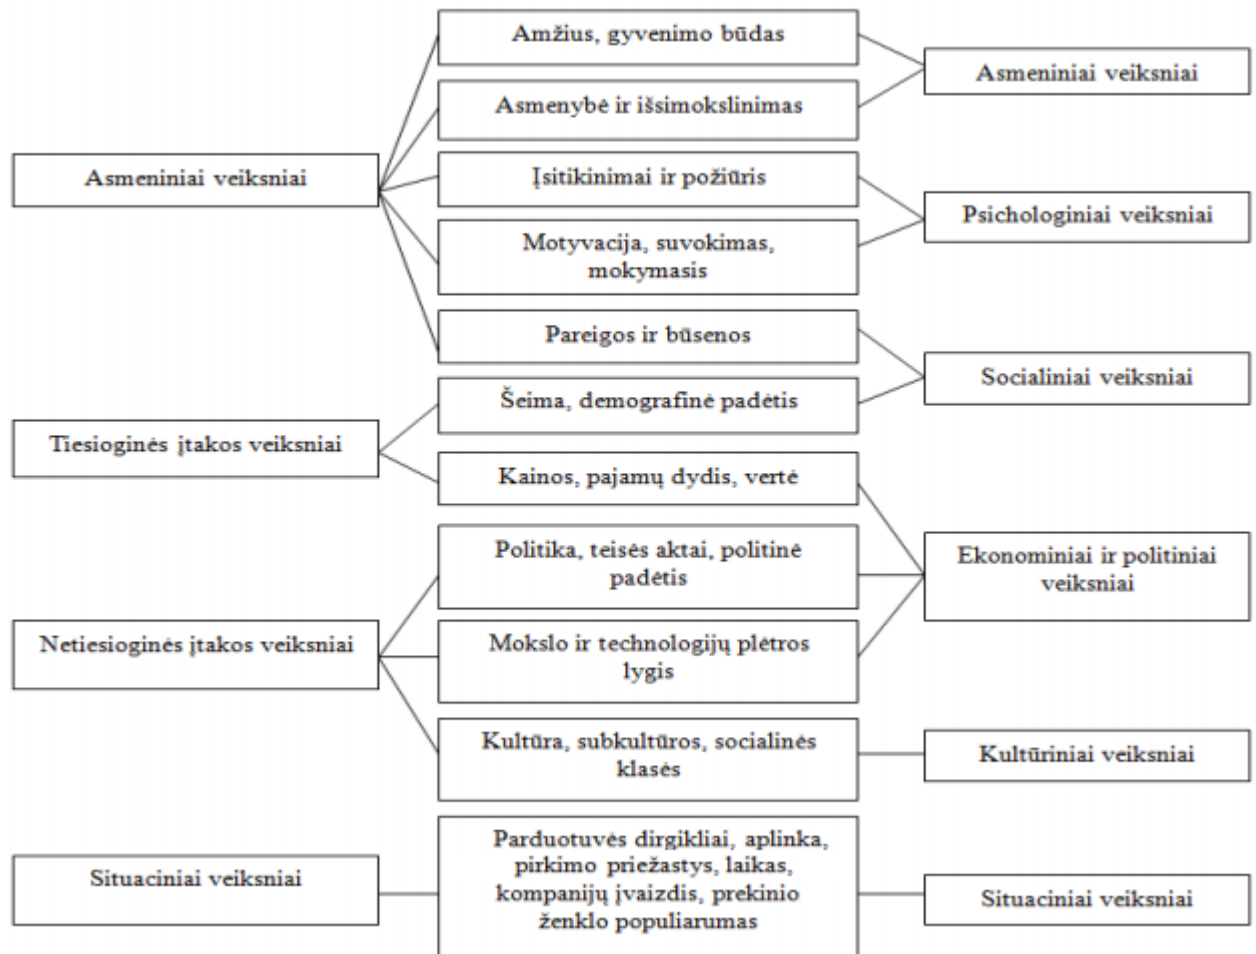 Amžius, gyvenimo būdas
Asmeniniai veiksniai
Asmenybė ir išsimokslinimas
Asmeniniai veiksniai
Įsitikinimai ir požiūris
Psichologiniai veiksniai
Motyvacija, suvokimas,
mokymasis
Pareigos ir būsenos
Socialiniai veiksniai
Šeima, demografinė padėtis
Tiesioginės įtakos veiksniai
Kainos, pajamų dydis, vertė
Politika, teisės aktai, politinė
padėtis
Ekonominiai ir politiniai
veiksniai
Netiesioginės įtakos veiksniai
Mokslo ir technologijų plėtros
lygis
Kultūra, subkultūros, socialinės
klasės
Kultūriniai veiksniai
Situaciniai veiksniai
Parduotuvės dirgikliai, aplinka,
pirkimo priežastys, laikas,
kompanijų įvaizdis, prekinio
ženklo populiarumas
Situaciniai veiksniai